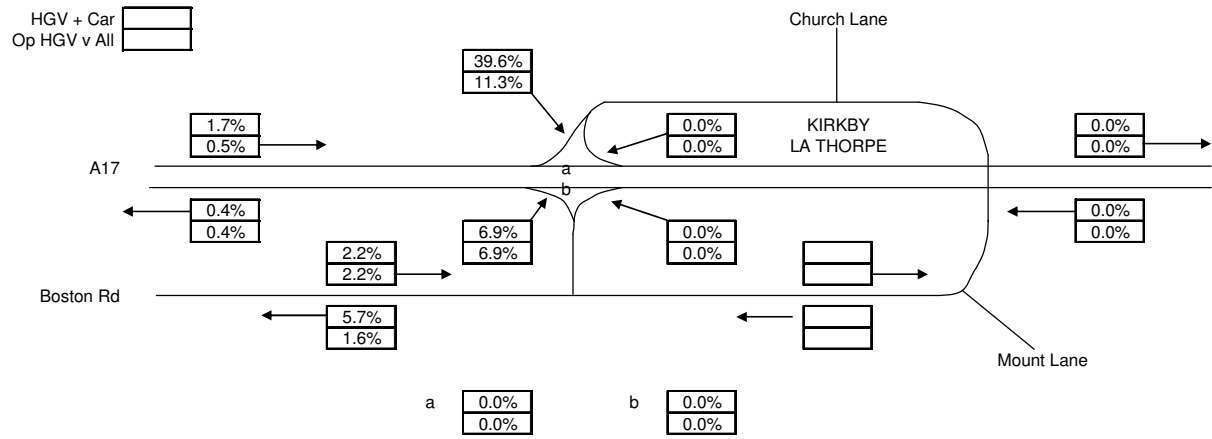 HGV + Car
Op HGV v All
Church Lane
39.6%
11.3%
1.7%
0.5%
0.0%
0.0%
KIRKBY
LA THORPE
0.0%
0.0%
A17
a
b
0.4%
0.4%
6.9%
6.9%
0.0%
0.0%
0.0%
0.0%
2.2%
2.2%
Boston Rd
5.7%
1.6%
Mount Lane
a
0.0%
0.0%
b
0.0%
0.0%